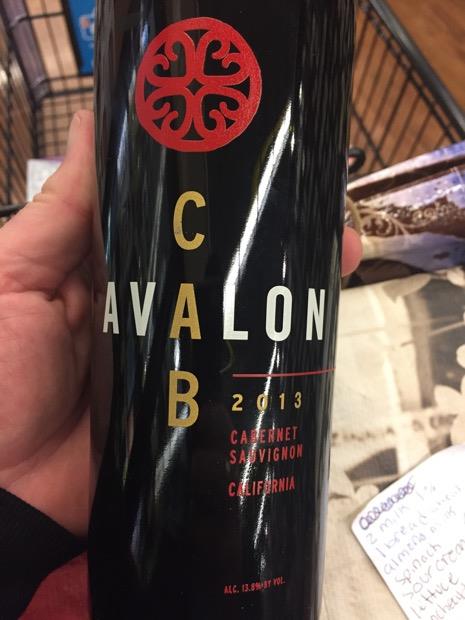 C
AVALON
B
2013
CABERNET
SAUVIGNON
CALIFORNIA
ALC. 13.8% BY VOL.
2 milk 1%
1 bread
almond milk
spinach
sour cream
lettuce